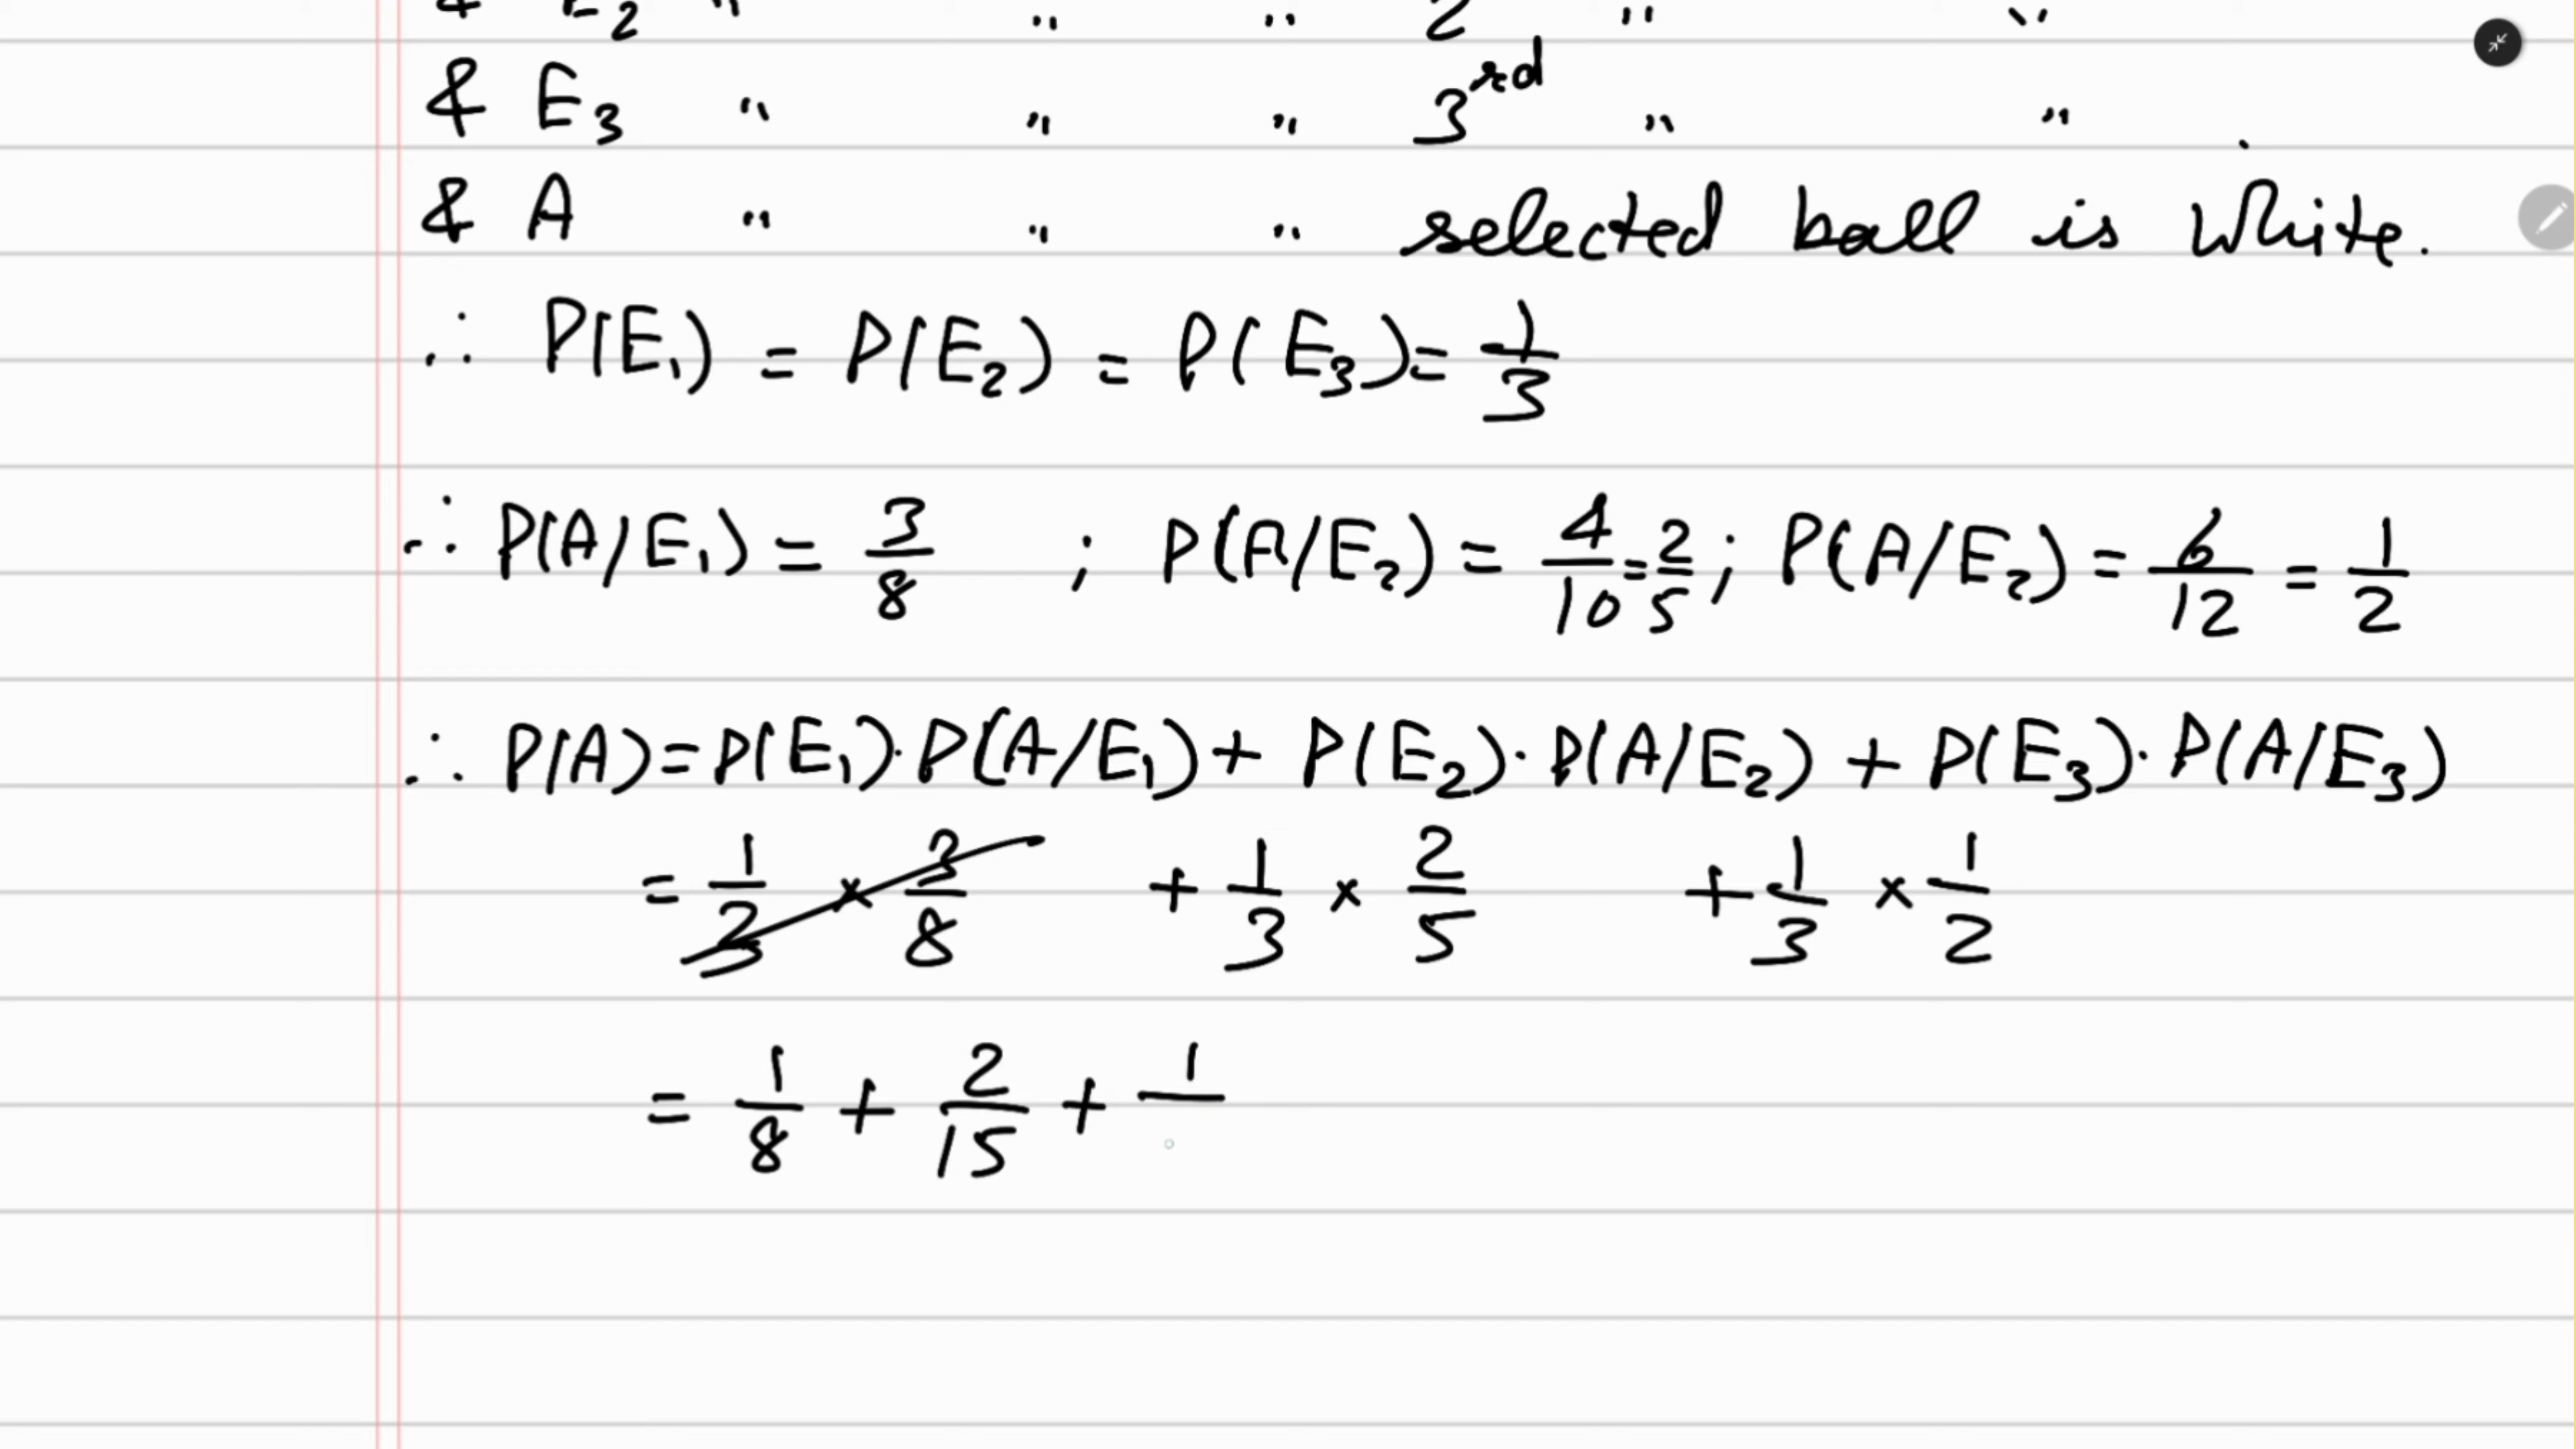 & E₂ " " " 2 " "
& E₃ " " " 3ʳᵈ " " .
& A " " " selected ball is White.
∴ P(E₁) = P(E₂) = P(E₃) = 1/3
∴ P(A/E₁) = 3/8 ; P(A/E₂) = 4/10 = 2/5 ; P(A/E₂) = 6/12 = 1/2
∴ P(A) = P(E₁)·P(A/E₁) + P(E₂)·P(A/E₂) + P(E₃)·P(A/E₃)
= 1/3 × 3/8 + 1/3 × 2/5 + 1/3 × 1/2
= 1/8 + 2/15 + 1/